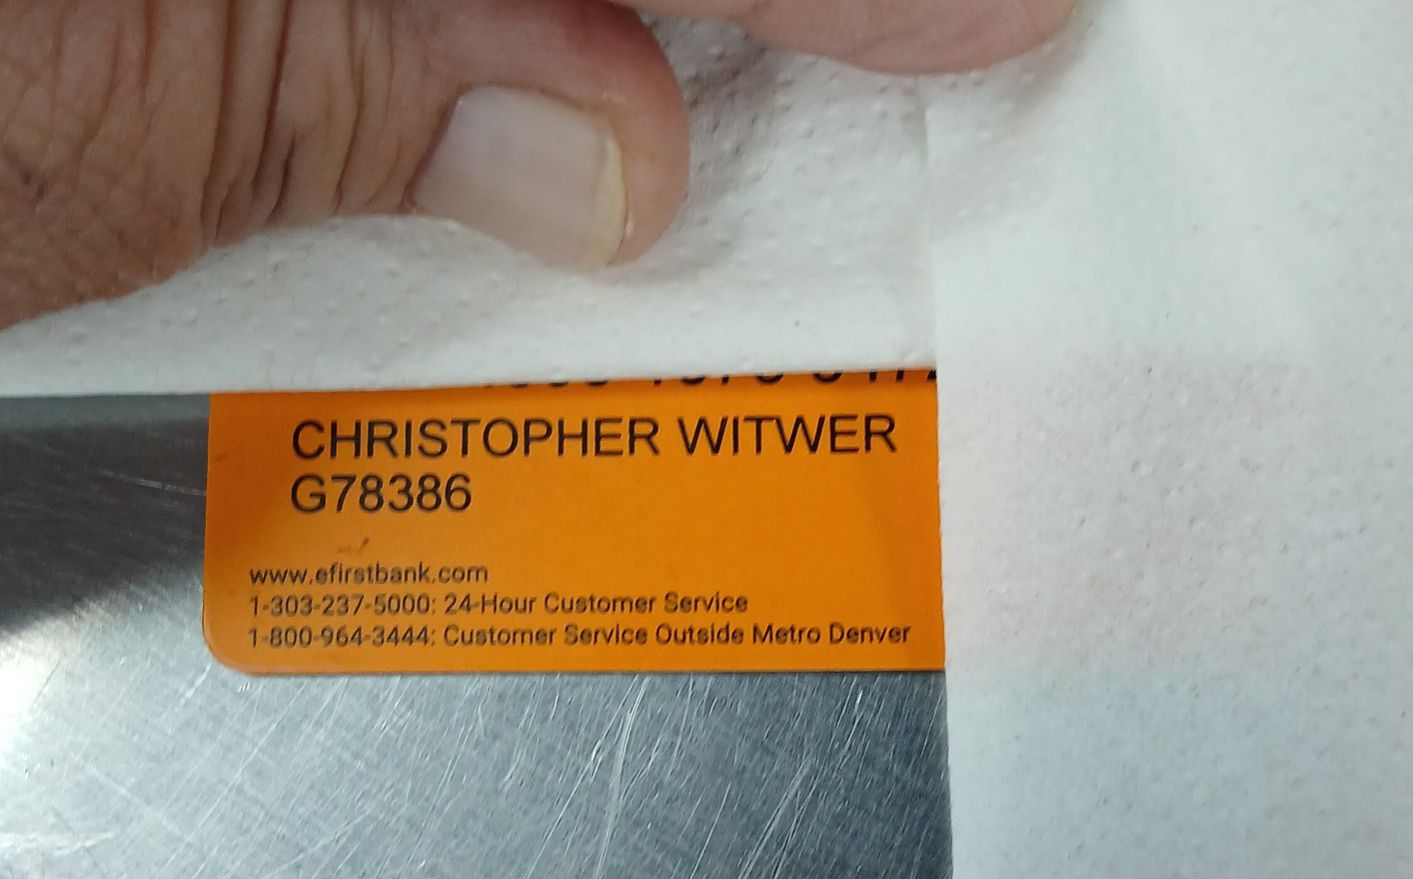 CHRISTOPHER WITWER
G78386
www.efirstbank.com
1-303-237-5000: 24-Hour Customer Service
1-800-964-3444: Customer Service Outside Metro Denver